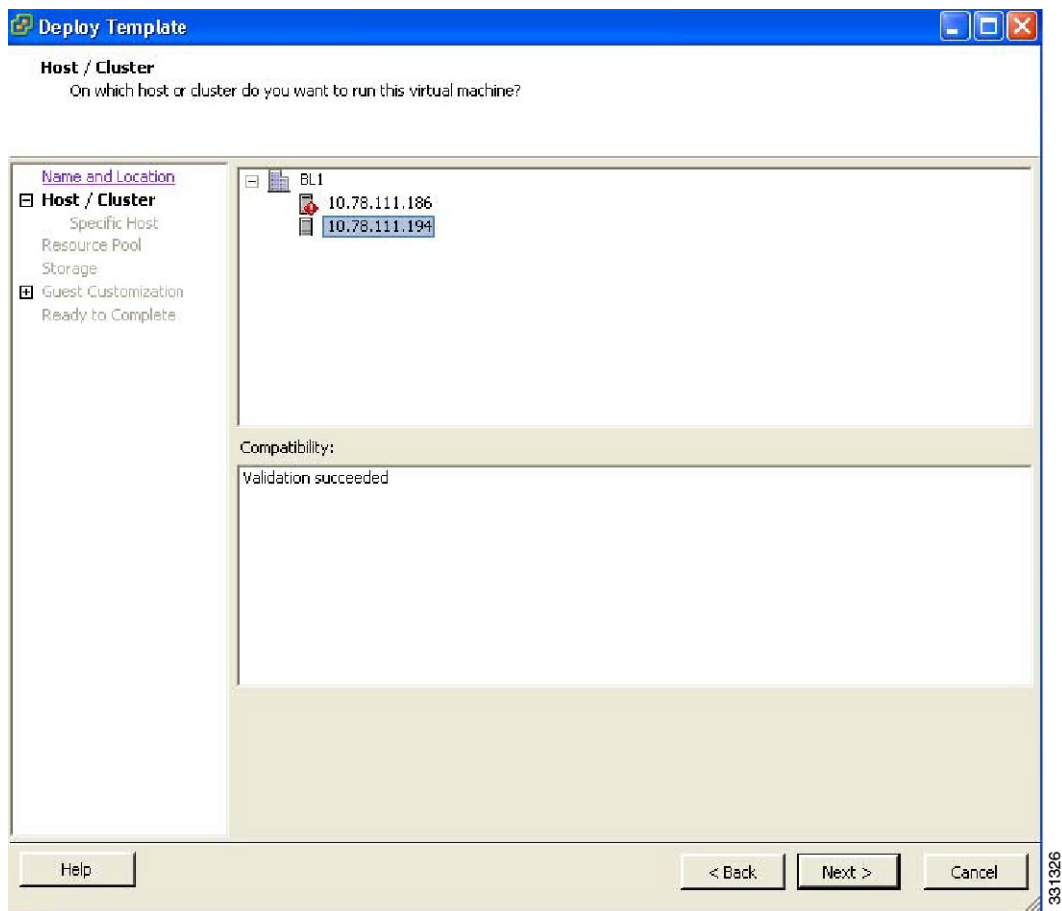 Deploy Template
Host / Cluster
On which host or cluster do you want to run this virtual machine?
Name and Location
Host / Cluster
Specific Host
Resource Pool
Storage
Guest Customization
Ready to Complete
BL1
10.78.111.186
10.78.111.194
Compatibility:
Validation succeeded
Help
< Back
Next >
Cancel
331326